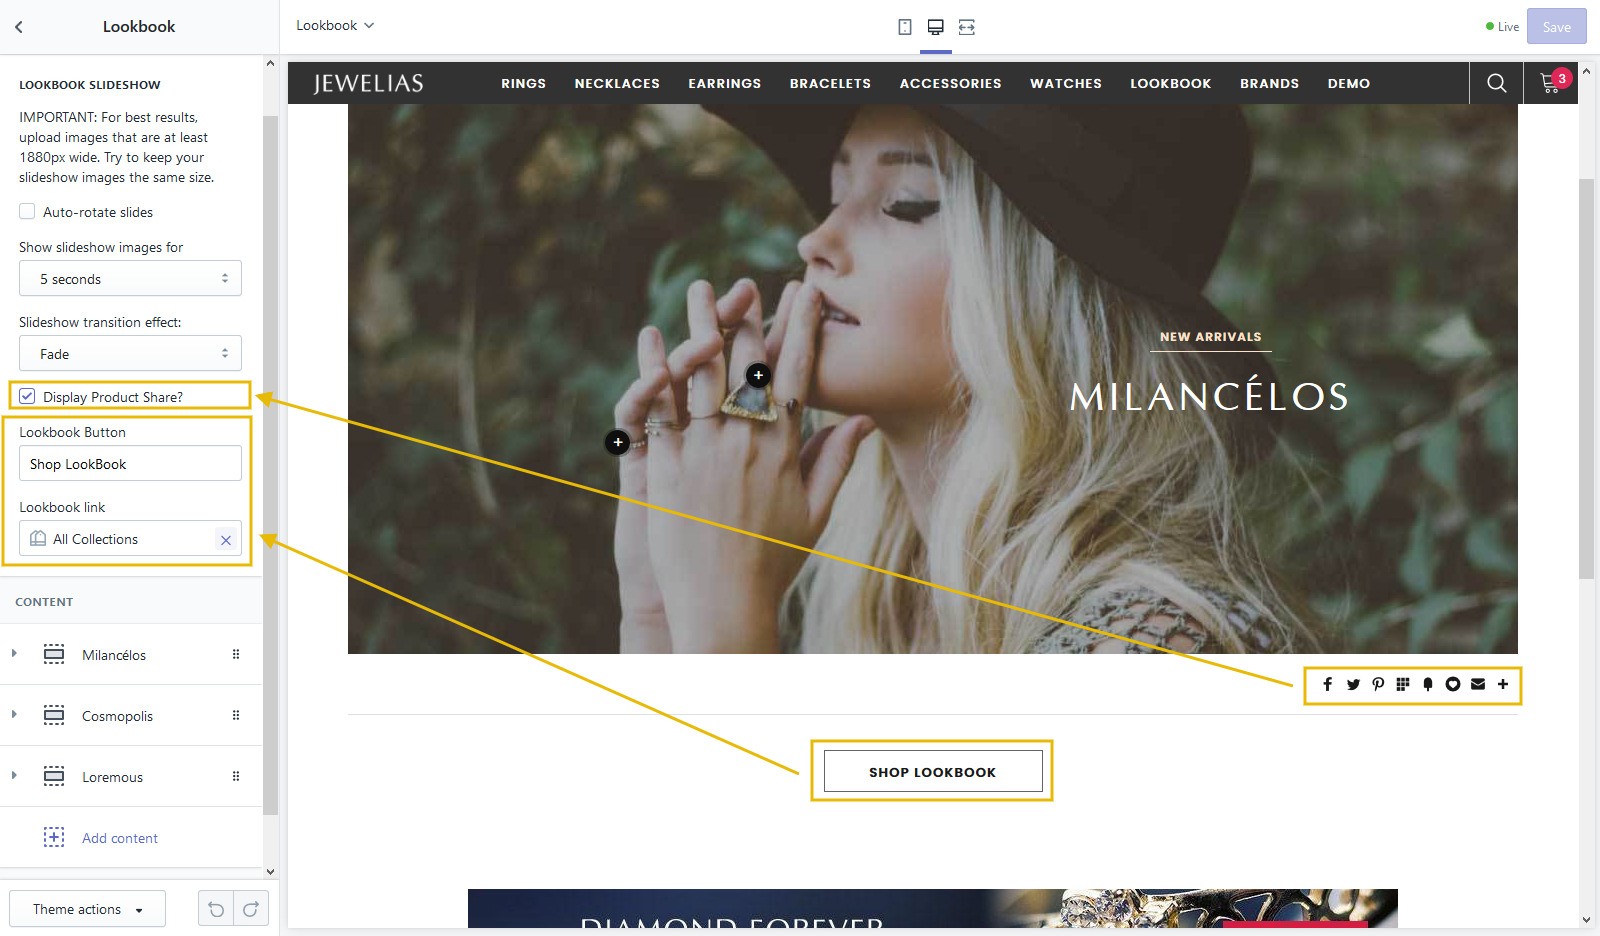 Lookbook
Lookbook
Live
Save
LOOKBOOK SLIDESHOW
IMPORTANT: For best results,
upload images that are at least
1880px wide. Try to keep your
slideshow images the same size.
Auto-rotate slides
Show slideshow images for
5 seconds
Slideshow transition effect:
Fade
Display Product Share?
Lookbook Button
Shop LookBook
Lookbook link
All Collections
CONTENT
Milancélos
Cosmopolis
Loremous
Add content
Theme actions
JEWELIAS
RINGS NECKLACES EARRINGS BRACELETS ACCESSORIES WATCHES LOOKBOOK BRANDS DEMO
3
NEW ARRIVALS
MILANCÉLOS
SHOP LOOKBOOK
DIAMOND FOREVER